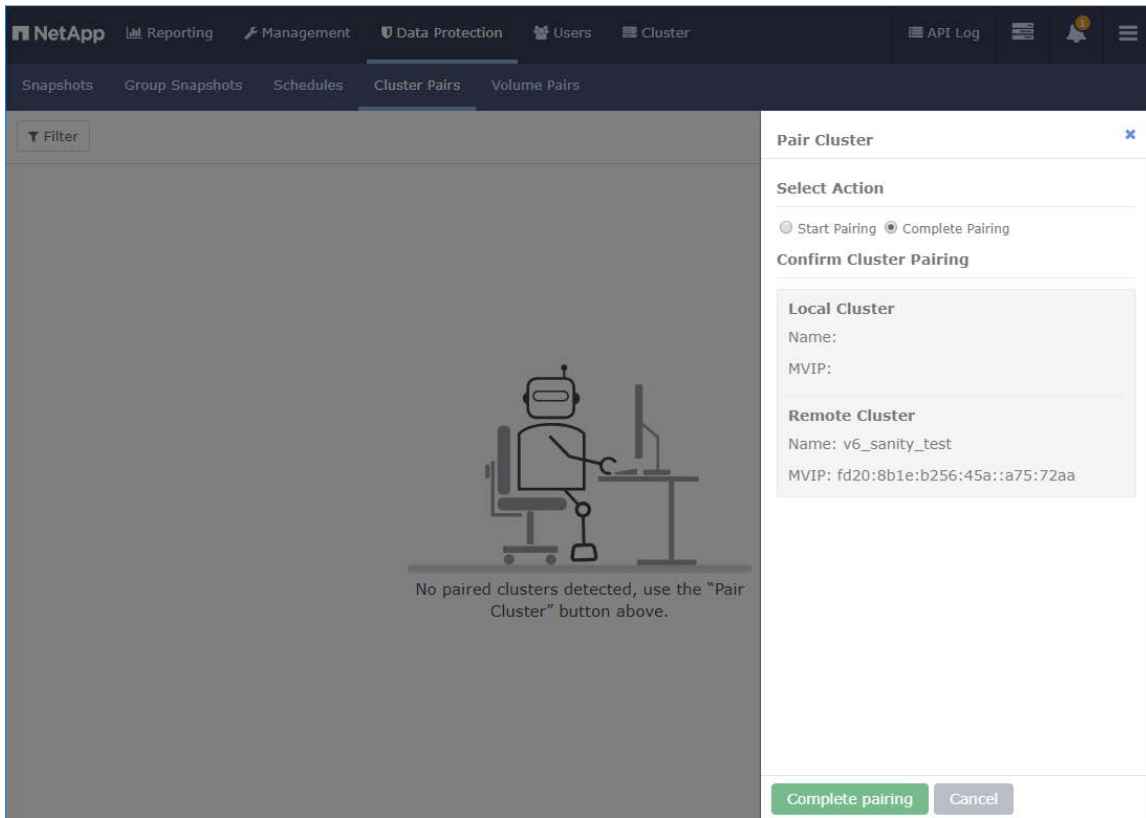 NetApp Reporting Management Data Protection Users Cluster API Log 1
Snapshots Group Snapshots Schedules Cluster Pairs Volume Pairs
Filter
No paired clusters detected, use the “Pair
Cluster” button above.
Pair Cluster
Select Action
Start Pairing Complete Pairing
Confirm Cluster Pairing
Local Cluster
Name:
MVIP:
Remote Cluster
Name: v6_sanity_test
MVIP: fd20:8b1e:b256:45a::a75:72aa
Complete pairing Cancel